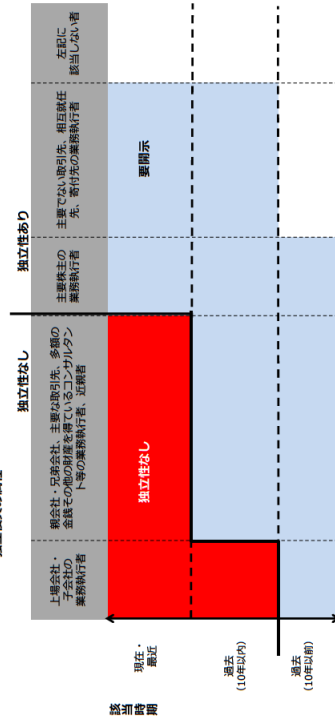 独立性なし
独立性あり
上場会社・
子会社の
業務執行者
親会社・兄弟会社、主要な取引先、多額の
金銭その他の財産を得ているコンサルタン
ト等の業務執行者、近親者
主要株主の
業務執行者
主要でない取引先、相互就任
先、寄付先の業務執行者
左記に
該当しない者
該当時期
現在・
最近
独立性なし
要開示
過去
(10年以内)
過去
(10年以前)